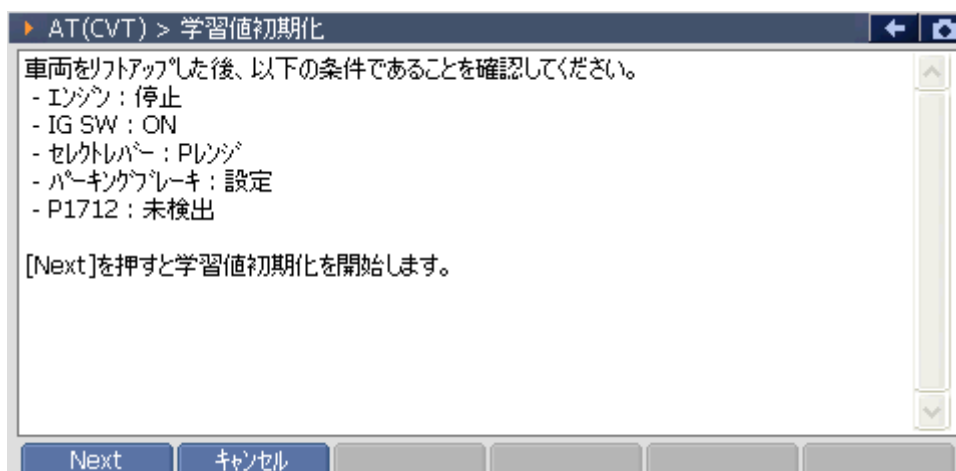 AT(CVT) > 学習値初期化
車両をﾘﾌﾄｱｯﾌﾟした後、以下の条件であることを確認してください。
- ｴﾝｼﾞﾝ：停止
- IG SW：ON
- ｾﾚｸﾄﾚﾊﾞｰ：Pﾚﾝｼﾞ
- ﾊﾟｰｷﾝｸﾞﾌﾞﾚｰｷ：設定
- P1712：未検出
[Next]を押すと学習値初期化を開始します。
Next ｷｬﾝｾﾙ